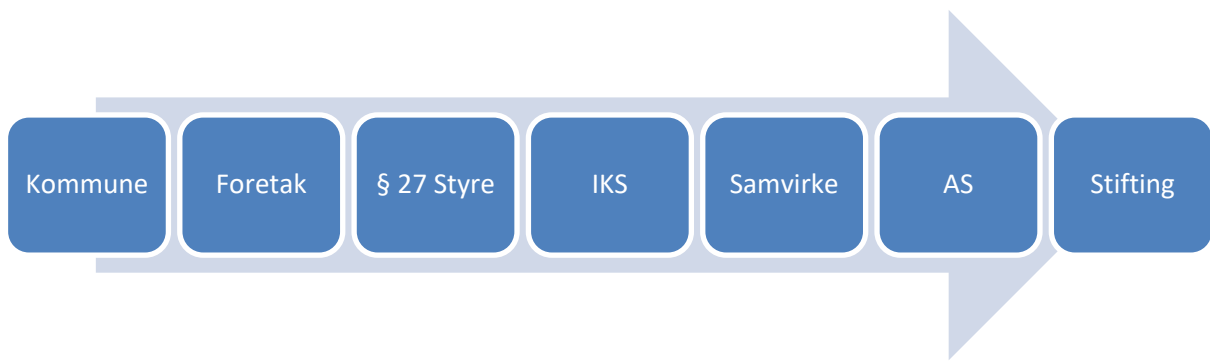 Kommune
Foretak
§ 27 Styre
IKS
Samvirke
AS
Stifting